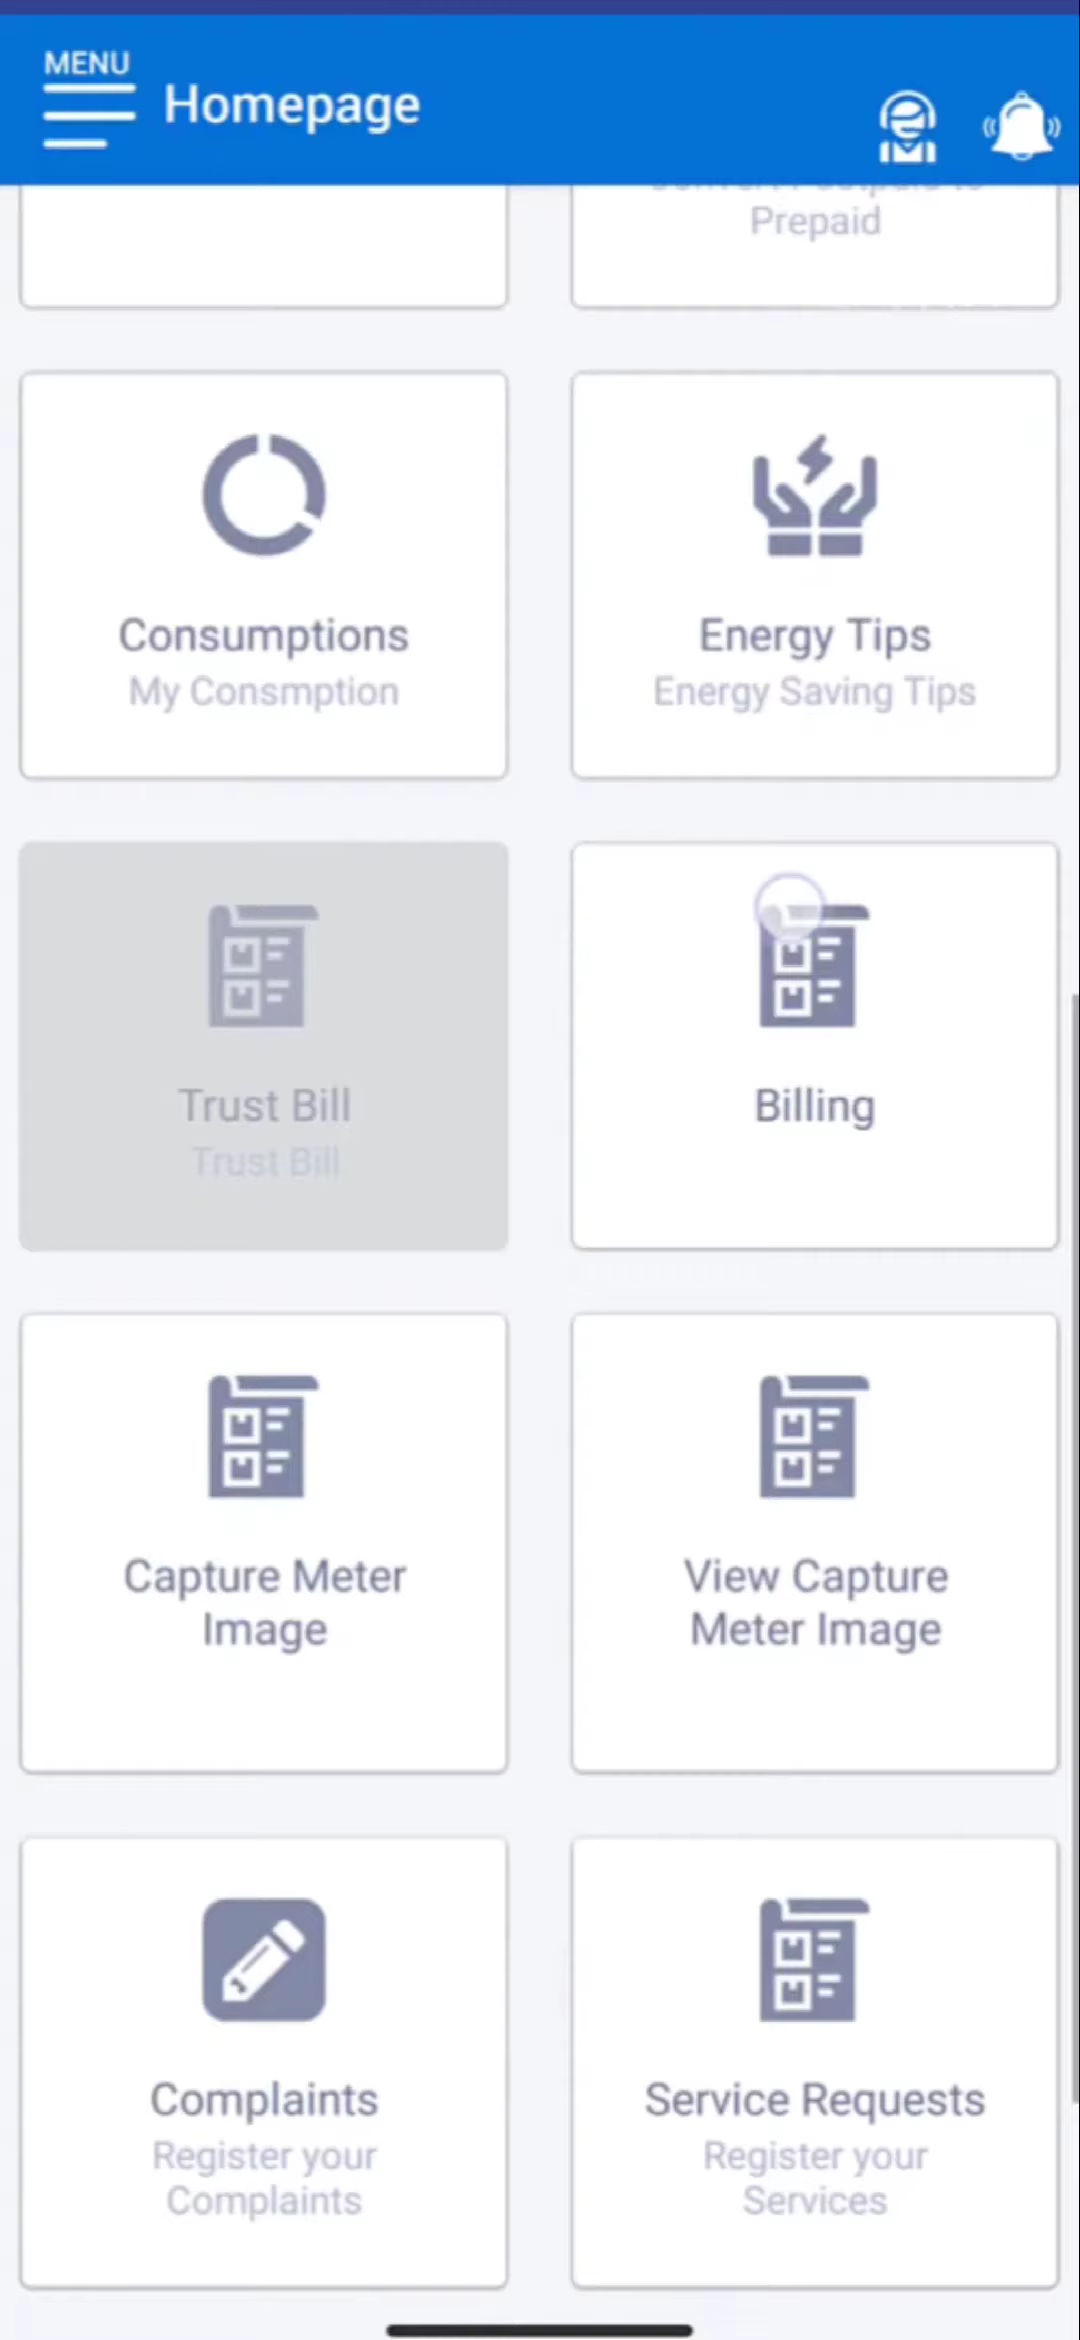 MENU
Homepage
Prepaid
Consumptions
My Consmption
Energy Tips
Energy Saving Tips
Trust Bill
Trust Bill
Billing
Capture Meter
Image
View Capture
Meter Image
Complaints
Register your
Complaints
Service Requests
Register your
Services